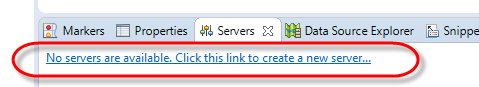 Markers Properties Servers Data Source Explorer Snippe
No servers are available. Click this link to create a new server...